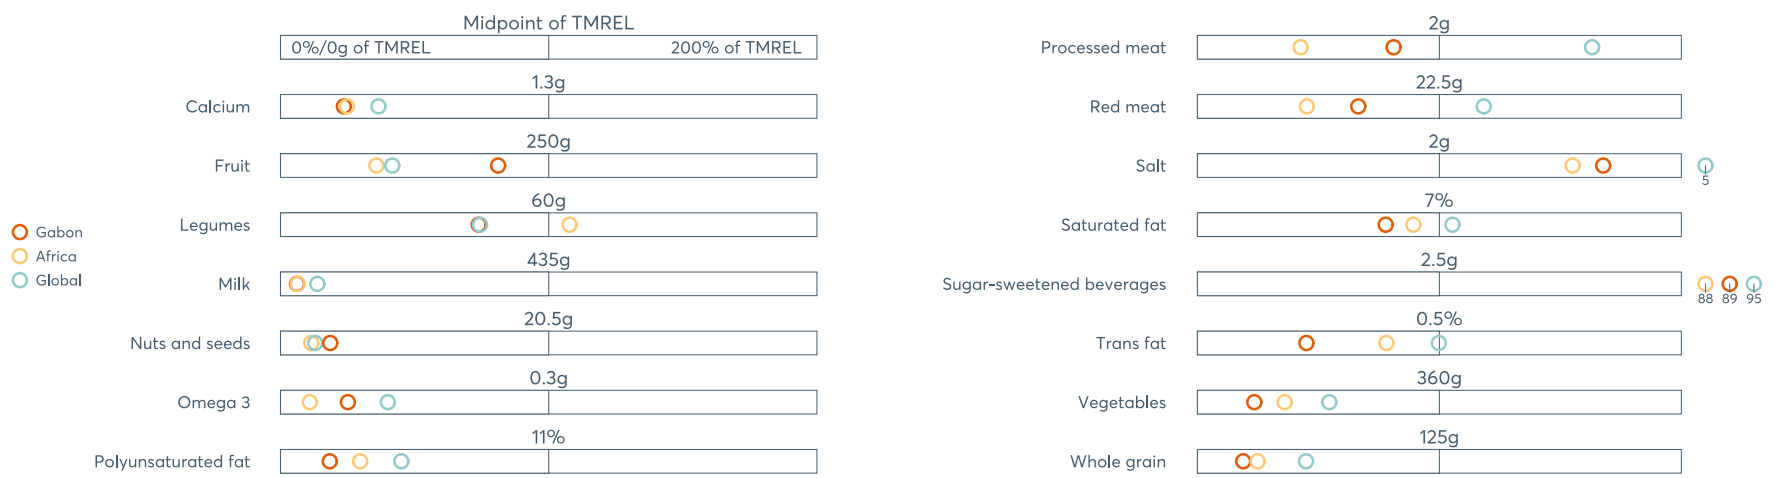 Midpoint of TMREL
0%/0g of TMREL 200% of TMREL
1.3g
Calcium
250g
Fruit
60g
Legumes
435g
Milk
20.5g
Nuts and seeds
0.3g
Omega 3
11%
Polyunsaturated fat
Gabon
Africa
Global
2g
Processed meat
22.5g
Red meat
2g
Salt
5
7%
Saturated fat
2.5g
Sugar-sweetened beverages
88 89 95
0.5%
Trans fat
360g
Vegetables
125g
Whole grain